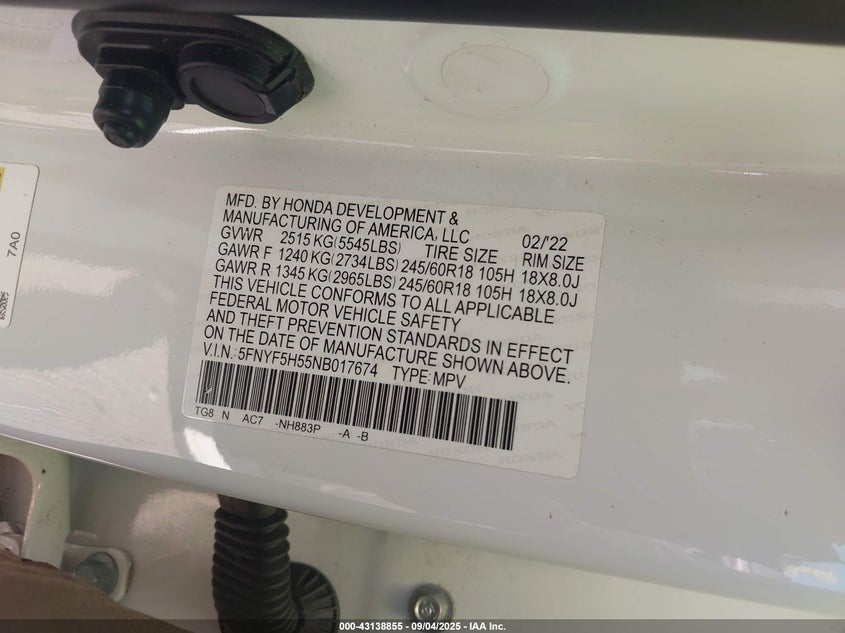 MFD. BY HONDA DEVELOPMENT &
MANUFACTURING OF AMERICA, LLC 02/'22
GVWR 2515 KG(5545LBS) TIRE SIZE RIM SIZE
GAWR F 1240 KG(2734LBS) 245/60R18 105H 18X8.0J
GAWR R 1345 KG(2965LBS) 245/60R18 105H 18X8.0J
THIS VEHICLE CONFORMS TO ALL APPLICABLE
FEDERAL MOTOR VEHICLE SAFETY
AND THEFT PREVENTION STANDARDS IN EFFECT
ON THE DATE OF MANUFACTURE SHOWN ABOVE.
V.I.N.:5FNYF5H55NB017674 TYPE:MPV
TG8 N AC7 -NH883P -A -B
7A0
000-43138855 - 09/04/2025 - IAA Inc.